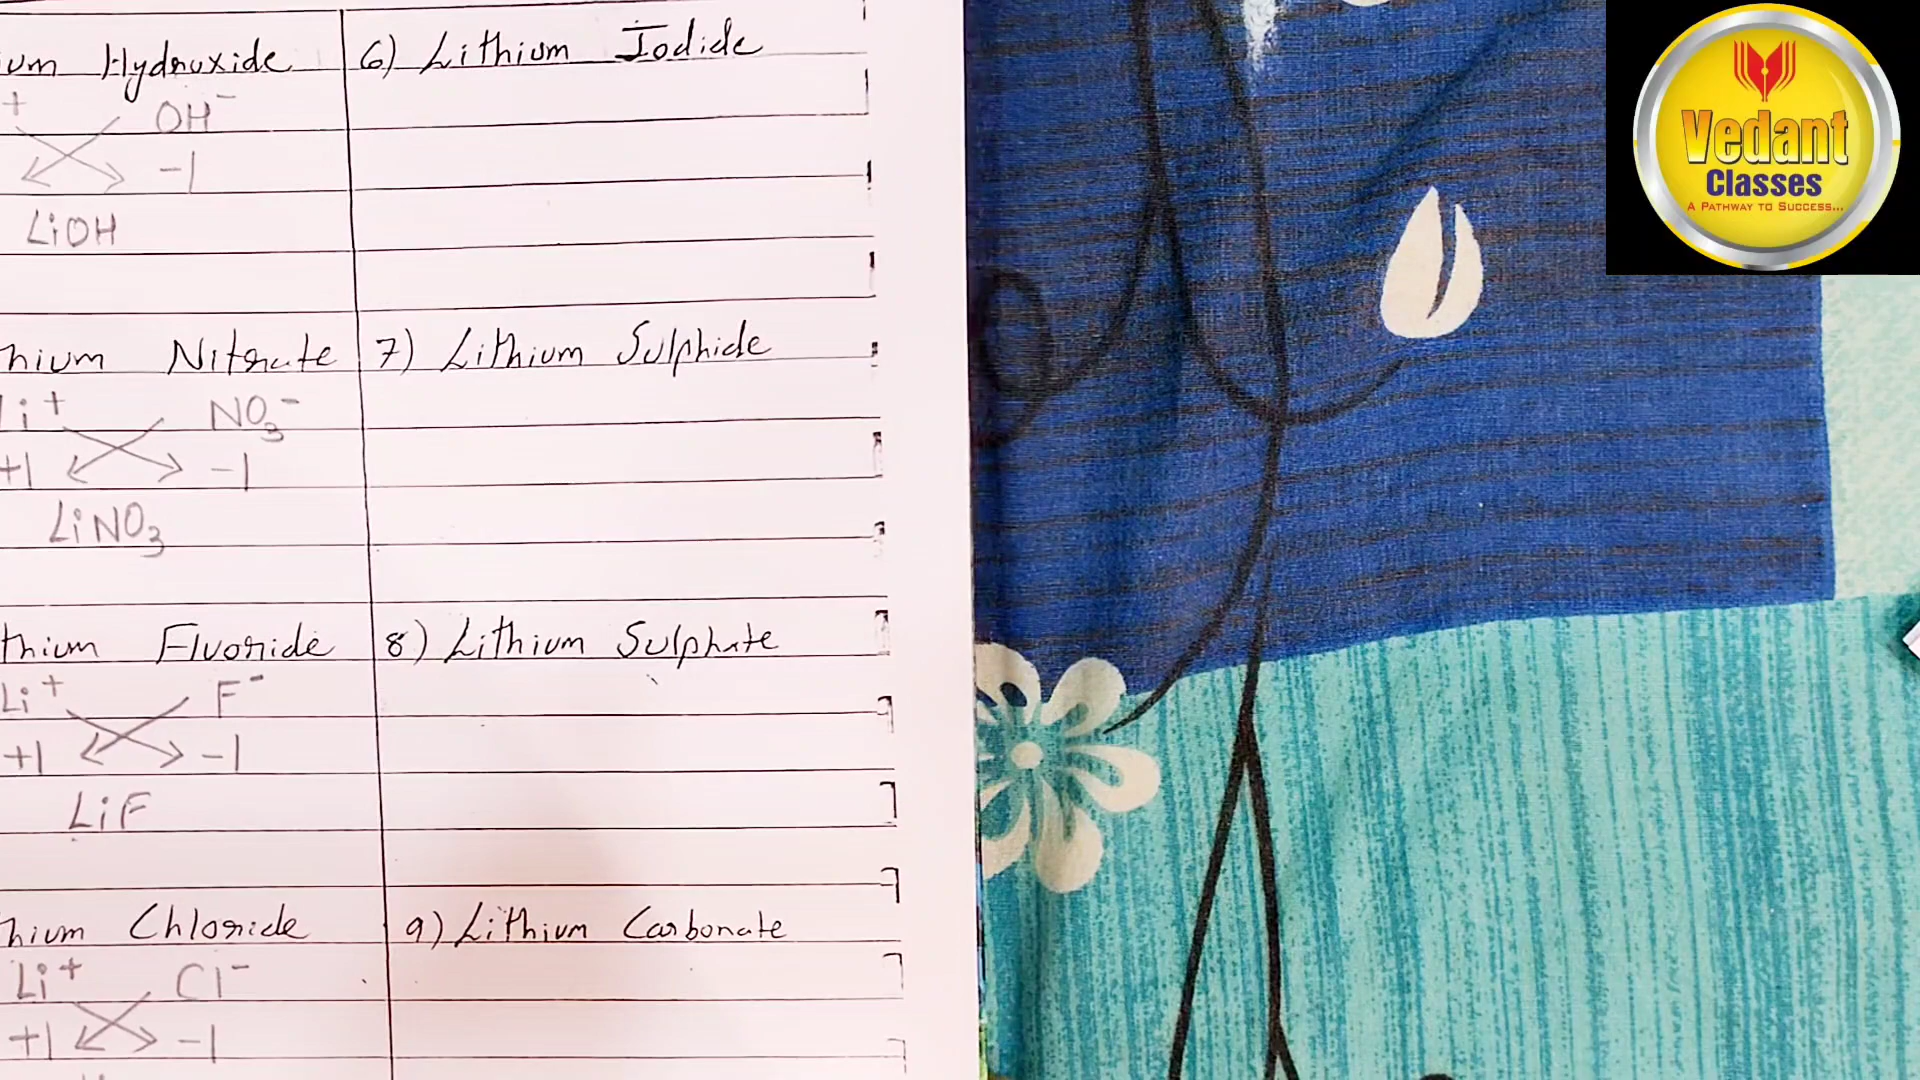 ium Hydroxide
+ OH-
-1
LiOH
hium Nitrate
Li+ NO3-
+1 -1
LiNO3
thium Fluoride
Li+ F-
+1 -1
LiF
hium Chloride
Li+ Cl-
+1 -1
6) Lithium Iodide
7) Lithium Sulphide
8) Lithium Sulphate
9) Lithium Carbonate
Vedant
Classes
A Pathway to Success...